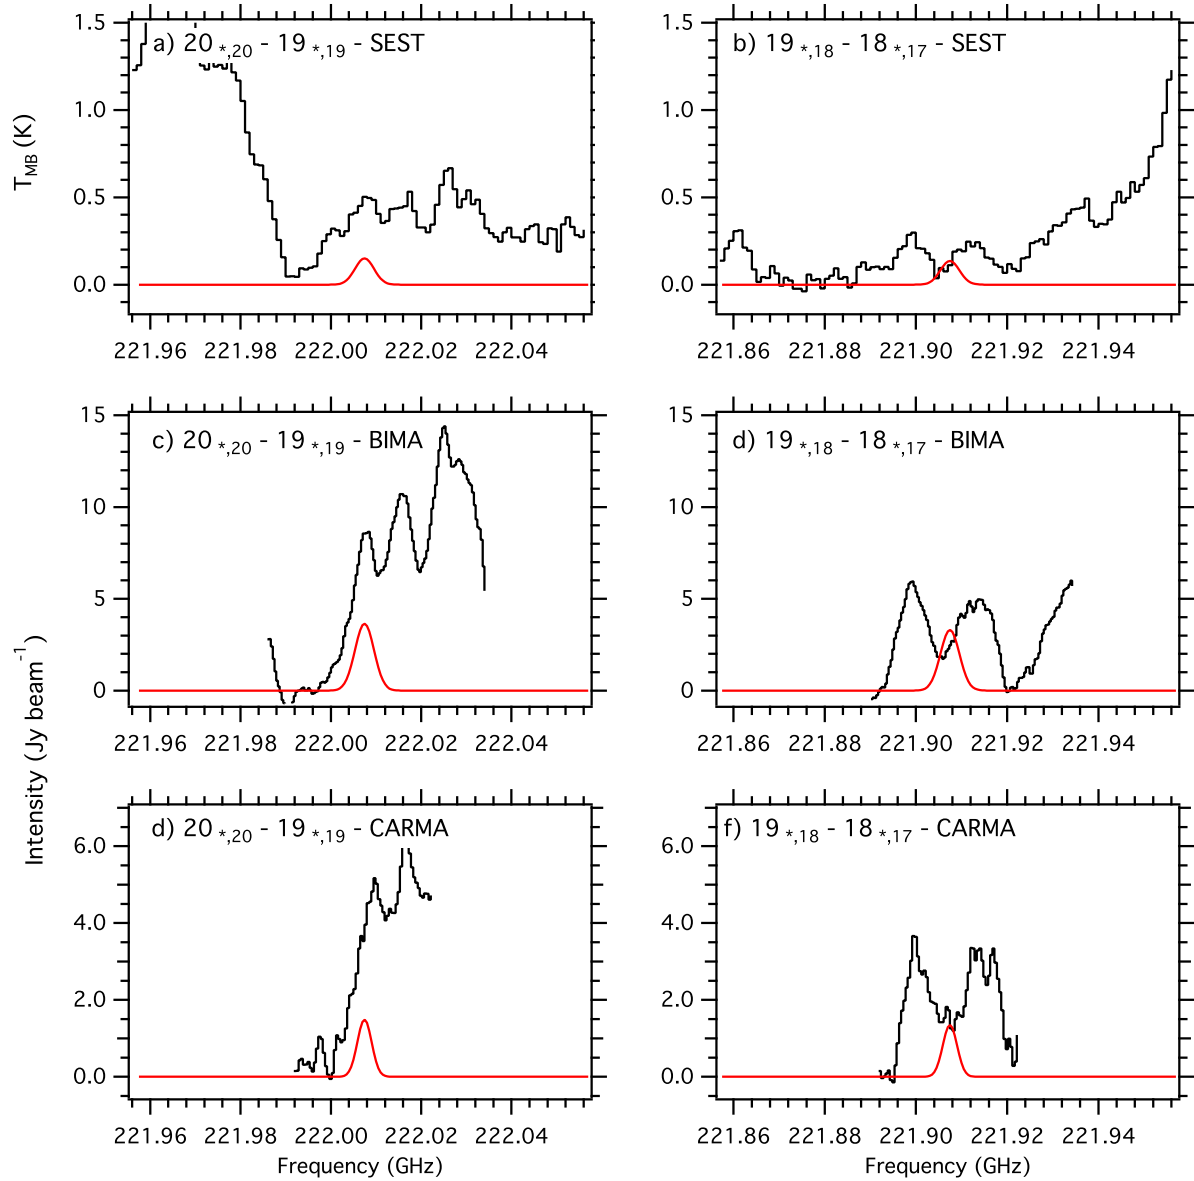 a) 20 *,20 - 19 *,19 - SEST
b) 19 *,18 - 18 *,17 - SEST
1.5
1.0
0.5
0.0
1.5
1.0
0.5
0.0
TMB (K)
221.96 221.98 222.00 222.02 222.04
221.86 221.88 221.90 221.92 221.94
c) 20 *,20 - 19 *,19 - BIMA
d) 19 *,18 - 18 *,17 - BIMA
15
10
5
0
15
10
5
0
221.96 221.98 222.00 222.02 222.04
221.86 221.88 221.90 221.92 221.94
Intensity (Jy beam-1)
d) 20 *,20 - 19 *,19 - CARMA
f) 19 *,18 - 18 *,17 - CARMA
6.0
4.0
2.0
0.0
6.0
4.0
2.0
0.0
221.96 221.98 222.00 222.02 222.04
221.86 221.88 221.90 221.92 221.94
Frequency (GHz)
Frequency (GHz)